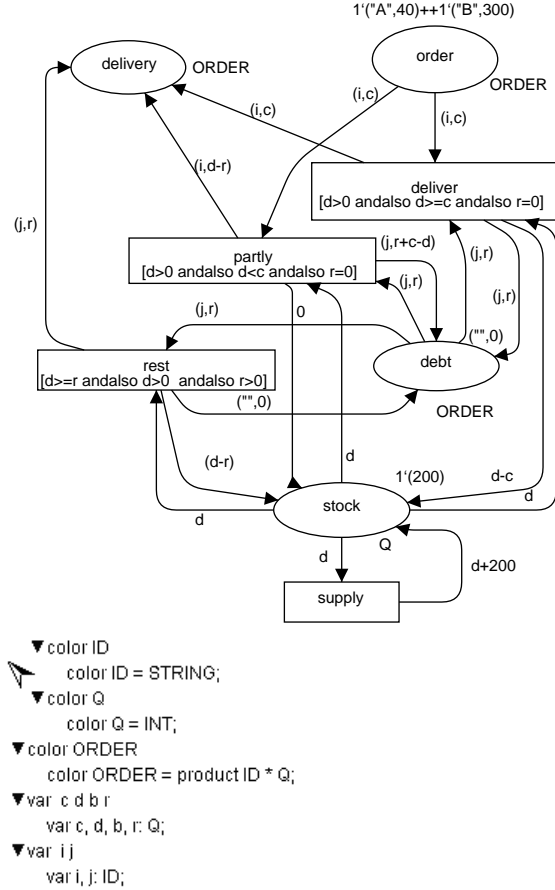 1`("A",40)++1`("B",300)
delivery
ORDER
order
ORDER
(i,c)
(i,c)
(i,c)
(i,d-r)
deliver
[d>0 andalso d>=c andalso r=0]
(j,r)
partly
[d>0 andalso d<c andalso r=0]
(j,r+c-d)
(j,r)
(j,r)
(j,r)
(j,r)
0
("",0)
rest
[d>=r andalso d>0 andalso r>0]
debt
("",0)
ORDER
d
(d-r)
1`(200)
d-c
d
stock
d
Q
d
d+200
supply
color ID
color ID = STRING;
color Q
color Q = INT;
color ORDER
color ORDER = product ID * Q;
var c d b r
var c, d, b, r: Q;
var i j
var i, j: ID;